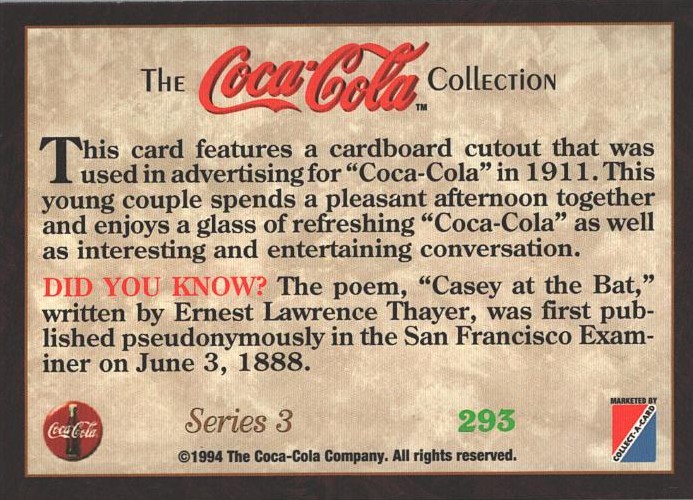 THE Coca-Cola™ COLLECTION
This card features a cardboard cutout that was
used in advertising for “Coca-Cola” in 1911. This
young couple spends a pleasant afternoon together
and enjoys a glass of refreshing “Coca-Cola” as well
as interesting and entertaining conversation.
DID YOU KNOW? The poem, “Casey at the Bat,”
written by Ernest Lawrence Thayer, was first pub-
lished pseudonymously in the San Francisco Exam-
iner on June 3, 1888.
Coca-Cola
Series 3
293
MARKETED BY
COLLECT-A-CARD
©1994 The Coca-Cola Company. All rights reserved.